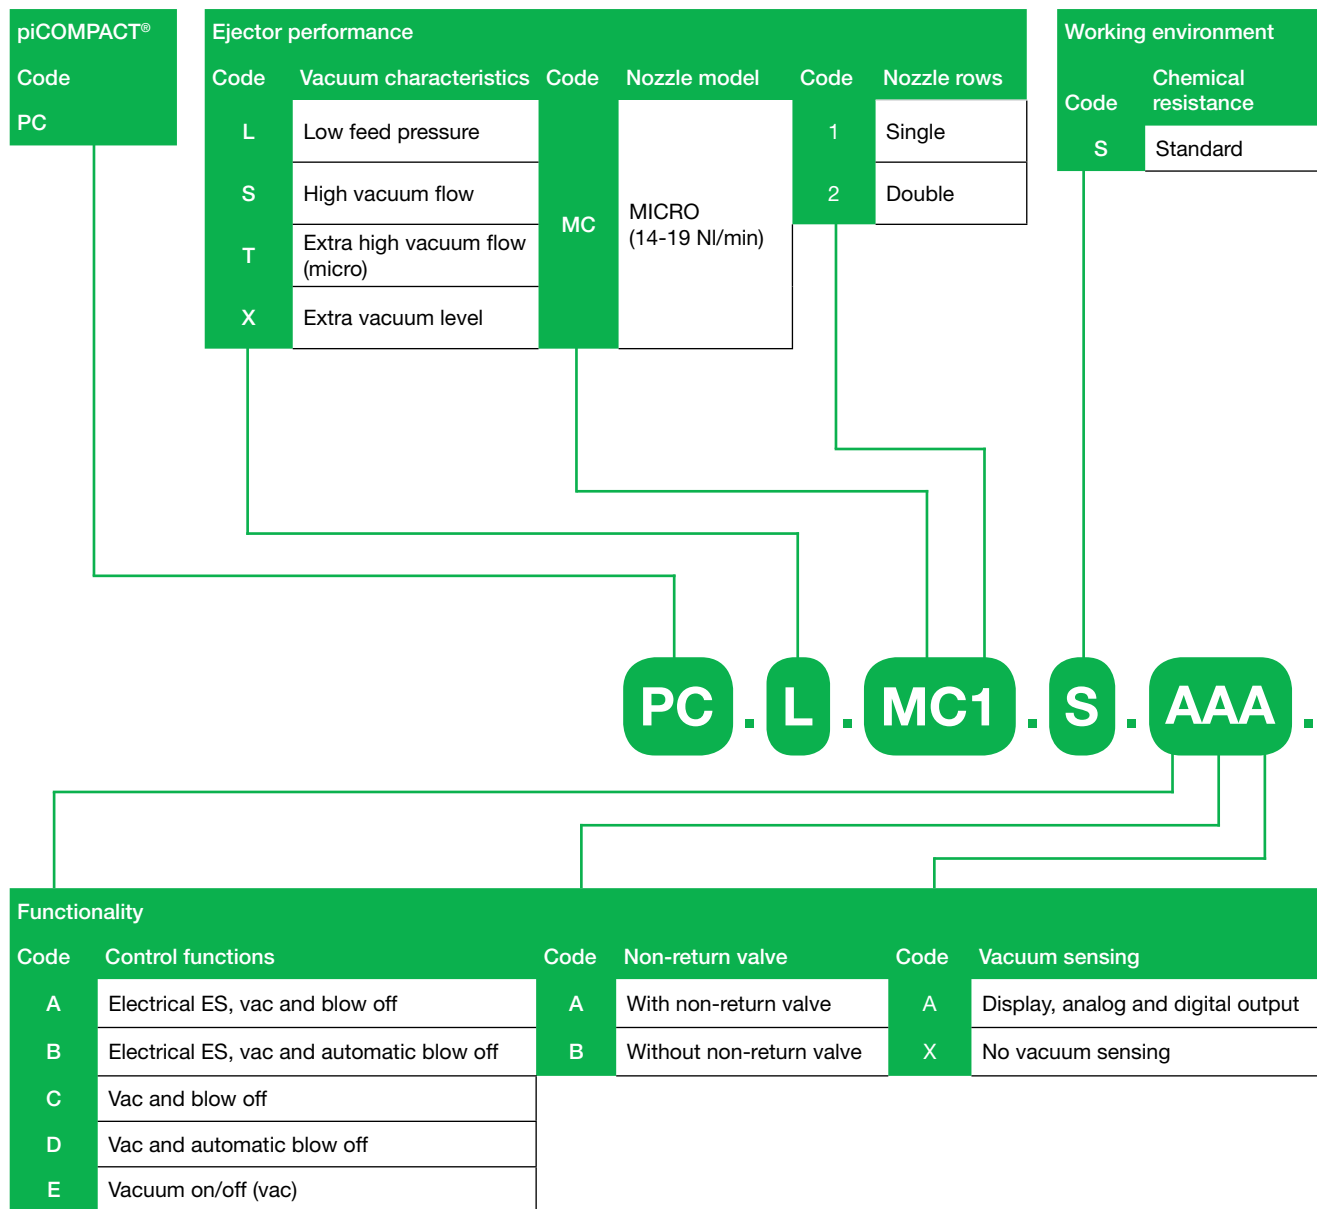 piCOMPACT®
Code
PC
Ejector performance
Code Vacuum characteristics Code Nozzle model Code Nozzle rows
L Low feed pressure
S High vacuum flow
T Extra high vacuum flow
(micro)
X Extra vacuum level
MC MICRO
(14-19 Nl/min)
1 Single
2 Double
Working environment
Code Chemical
resistance
S Standard
PC . L . MC1 . S . AAA .
Functionality
Code Control functions Code Non-return valve Code Vacuum sensing
A Electrical ES, vac and blow off A With non-return valve A Display, analog and digital output
B Electrical ES, vac and automatic blow off B Without non-return valve X No vacuum sensing
C Vac and blow off
D Vac and automatic blow off
E Vacuum on/off (vac)